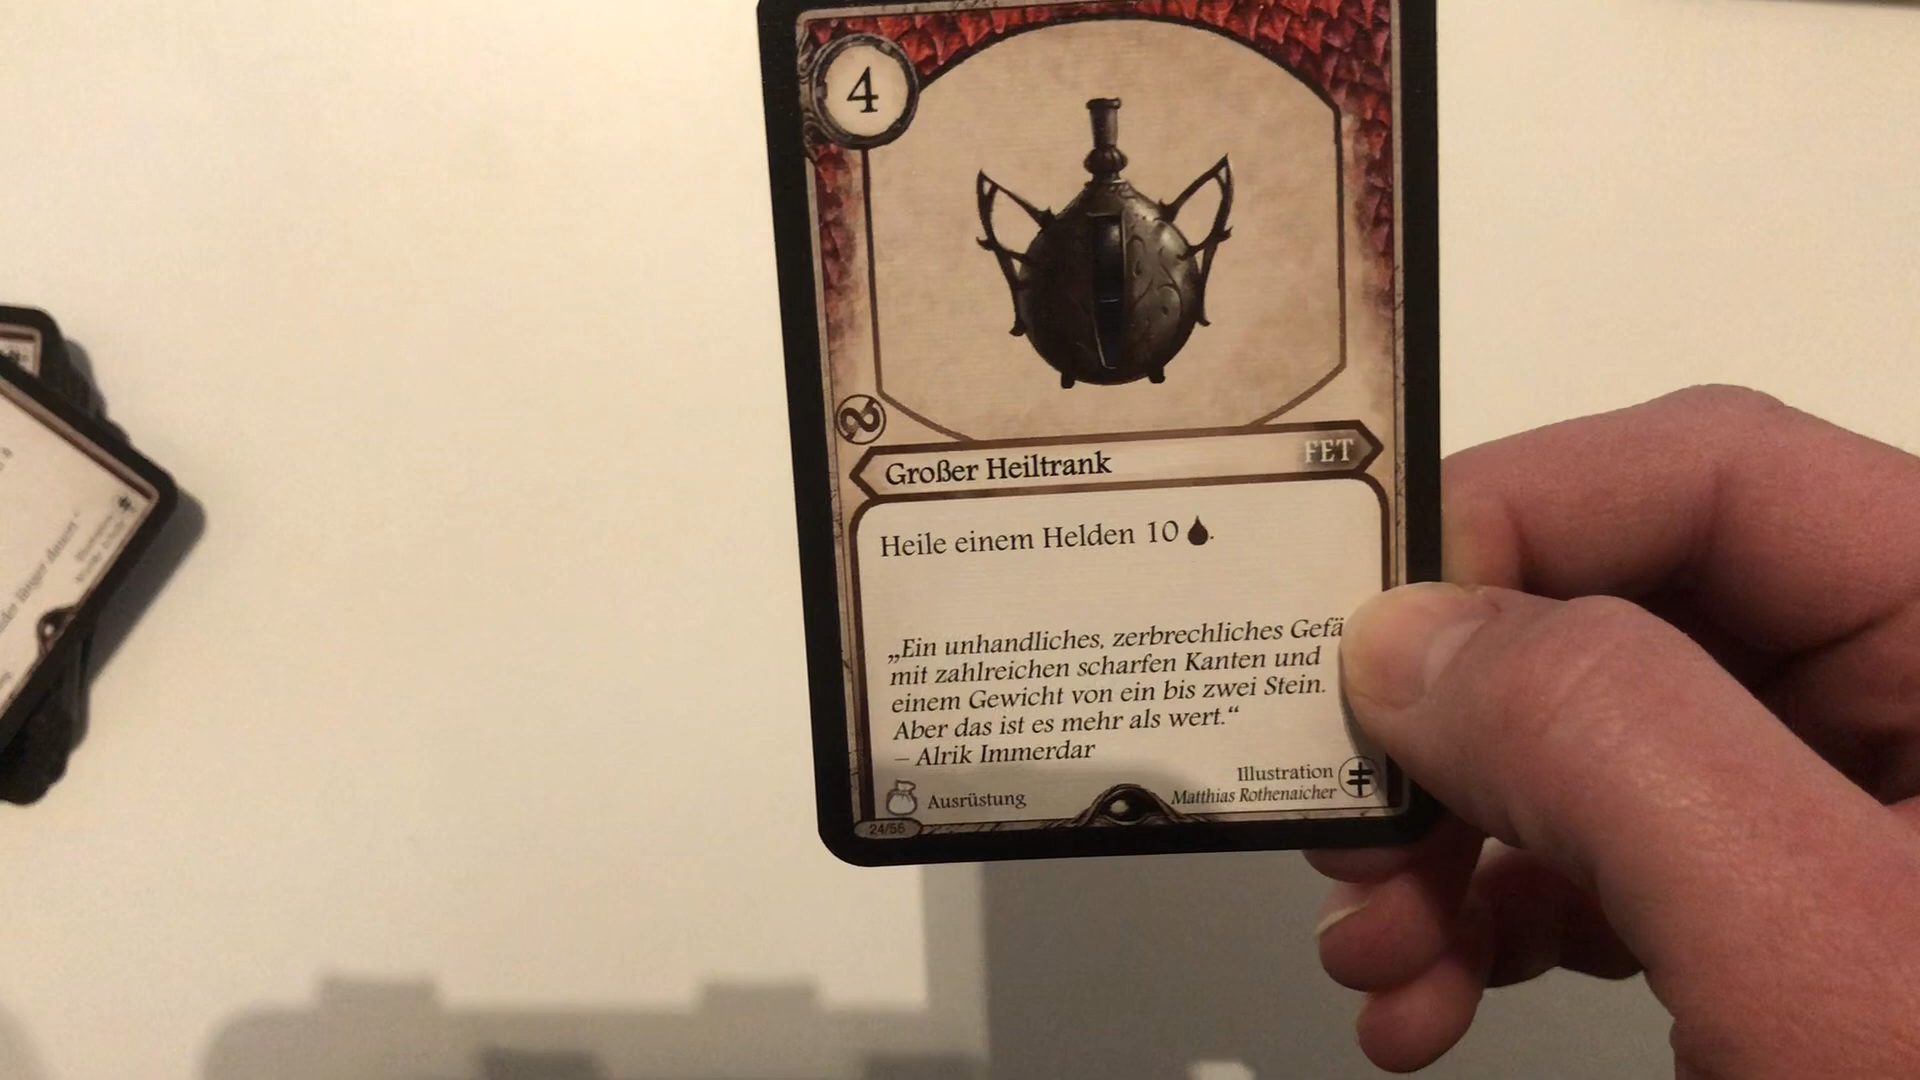 4
Großer Heiltrank
FET
Heile einem Helden 10
„Ein unhandliches, zerbrechliches Gefä
mit zahlreichen scharfen Kanten und
einem Gewicht von ein bis zwei Stein.
Aber das ist es mehr als wert.“
– Alrik Immerdar
Illustration
Matthias Rothenaicher
Ausrüstung
24/55